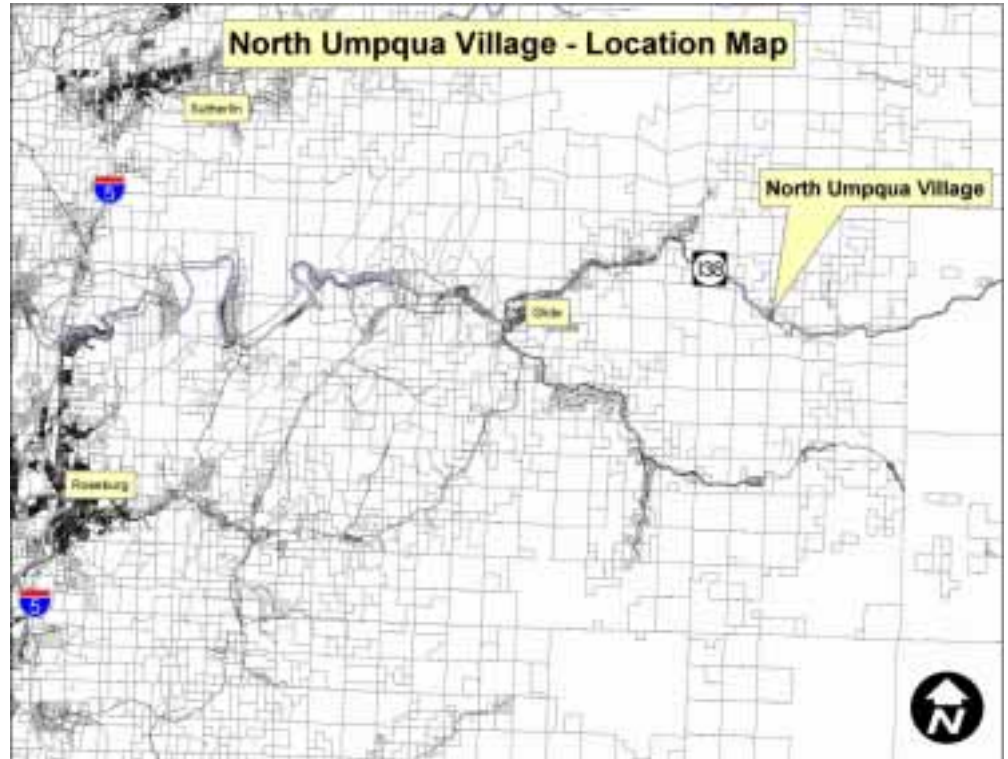 North Umpqua Village - Location Map
Sutherlin
5
North Umpqua Village
138
Glide
Roseburg
5
N